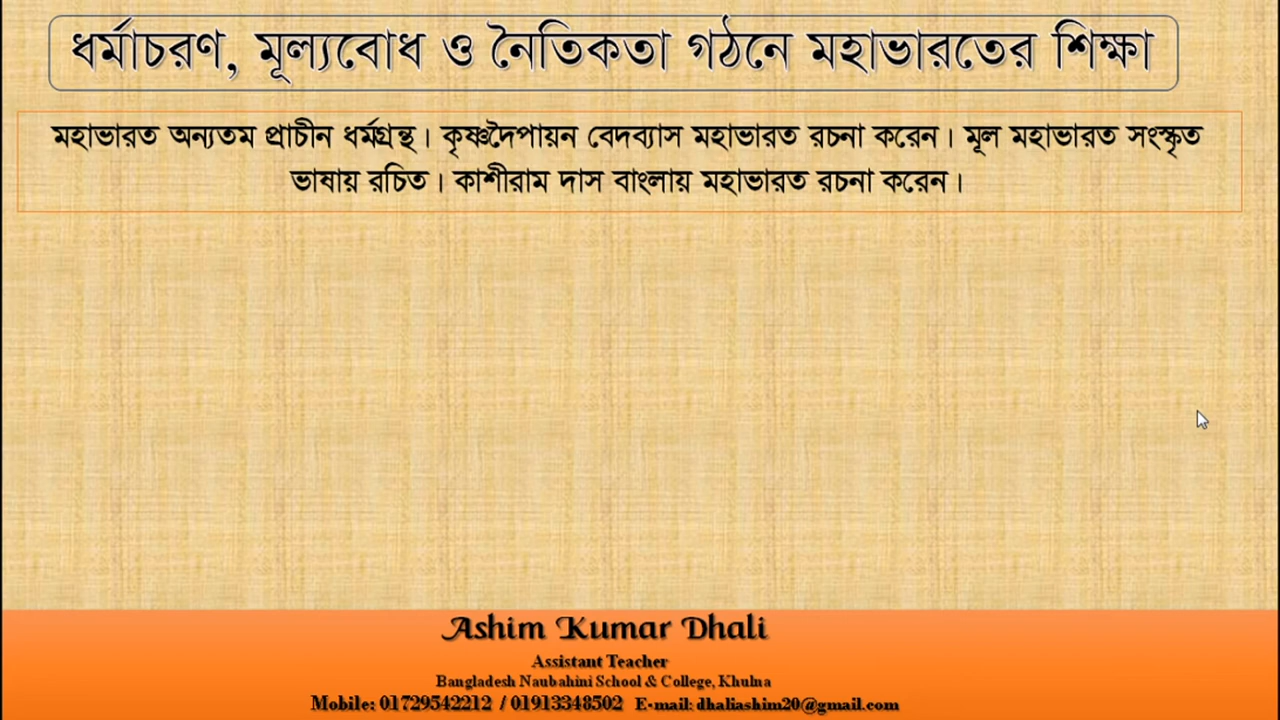 ধর্মাচরণ, মূল্যবোধ ও নৈতিকতা গঠনে মহাভারতের শিক্ষা
মহাভারত অন্যতম প্রাচীন ধর্মগ্রন্থ। কৃষ্ণদ্বৈপায়ন বেদব্যাস মহাভারত রচনা করেন। মূল মহাভারত সংস্কৃত
ভাষায় রচিত। কাশীরাম দাস বাংলায় মহাভারত রচনা করেন।
Ashim Kumar Dhali
Assistant Teacher
Bangladesh Naubahini School & College, Khulna
Mobile: 01729542212 / 01913348502 E-mail: dhaliashim20@gmail.com